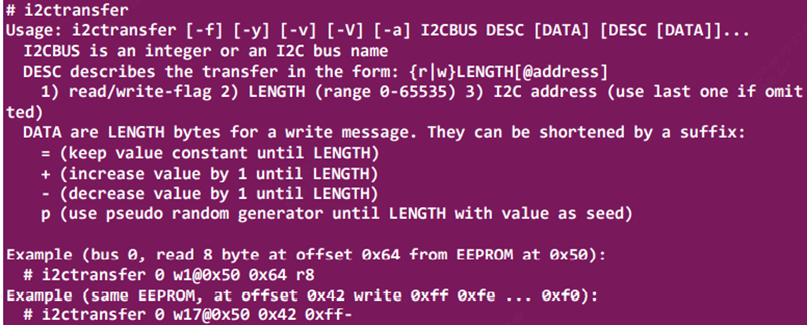 # i2ctransfer
Usage: i2ctransfer [-f] [-y] [-v] [-V] [-a] I2CBUS DESC [DATA] [DESC [DATA]]...
I2CBUS is an integer or an I2C bus name
DESC describes the transfer in the form: {r|w}LENGTH[@address]
1) read/write-flag 2) LENGTH (range 0-65535) 3) I2C address (use last one if omit
ted)
DATA are LENGTH bytes for a write message. They can be shortened by a suffix:
= (keep value constant until LENGTH)
+ (increase value by 1 until LENGTH)
- (decrease value by 1 until LENGTH)
p (use pseudo random generator until LENGTH with value as seed)
Example (bus 0, read 8 byte at offset 0x64 from EEPROM at 0x50):
# i2ctransfer 0 w1@0x50 0x64 r8
Example (same EEPROM, at offset 0x42 write 0xff 0xfe ... 0xf0):
# i2ctransfer 0 w17@0x50 0x42 0xff-